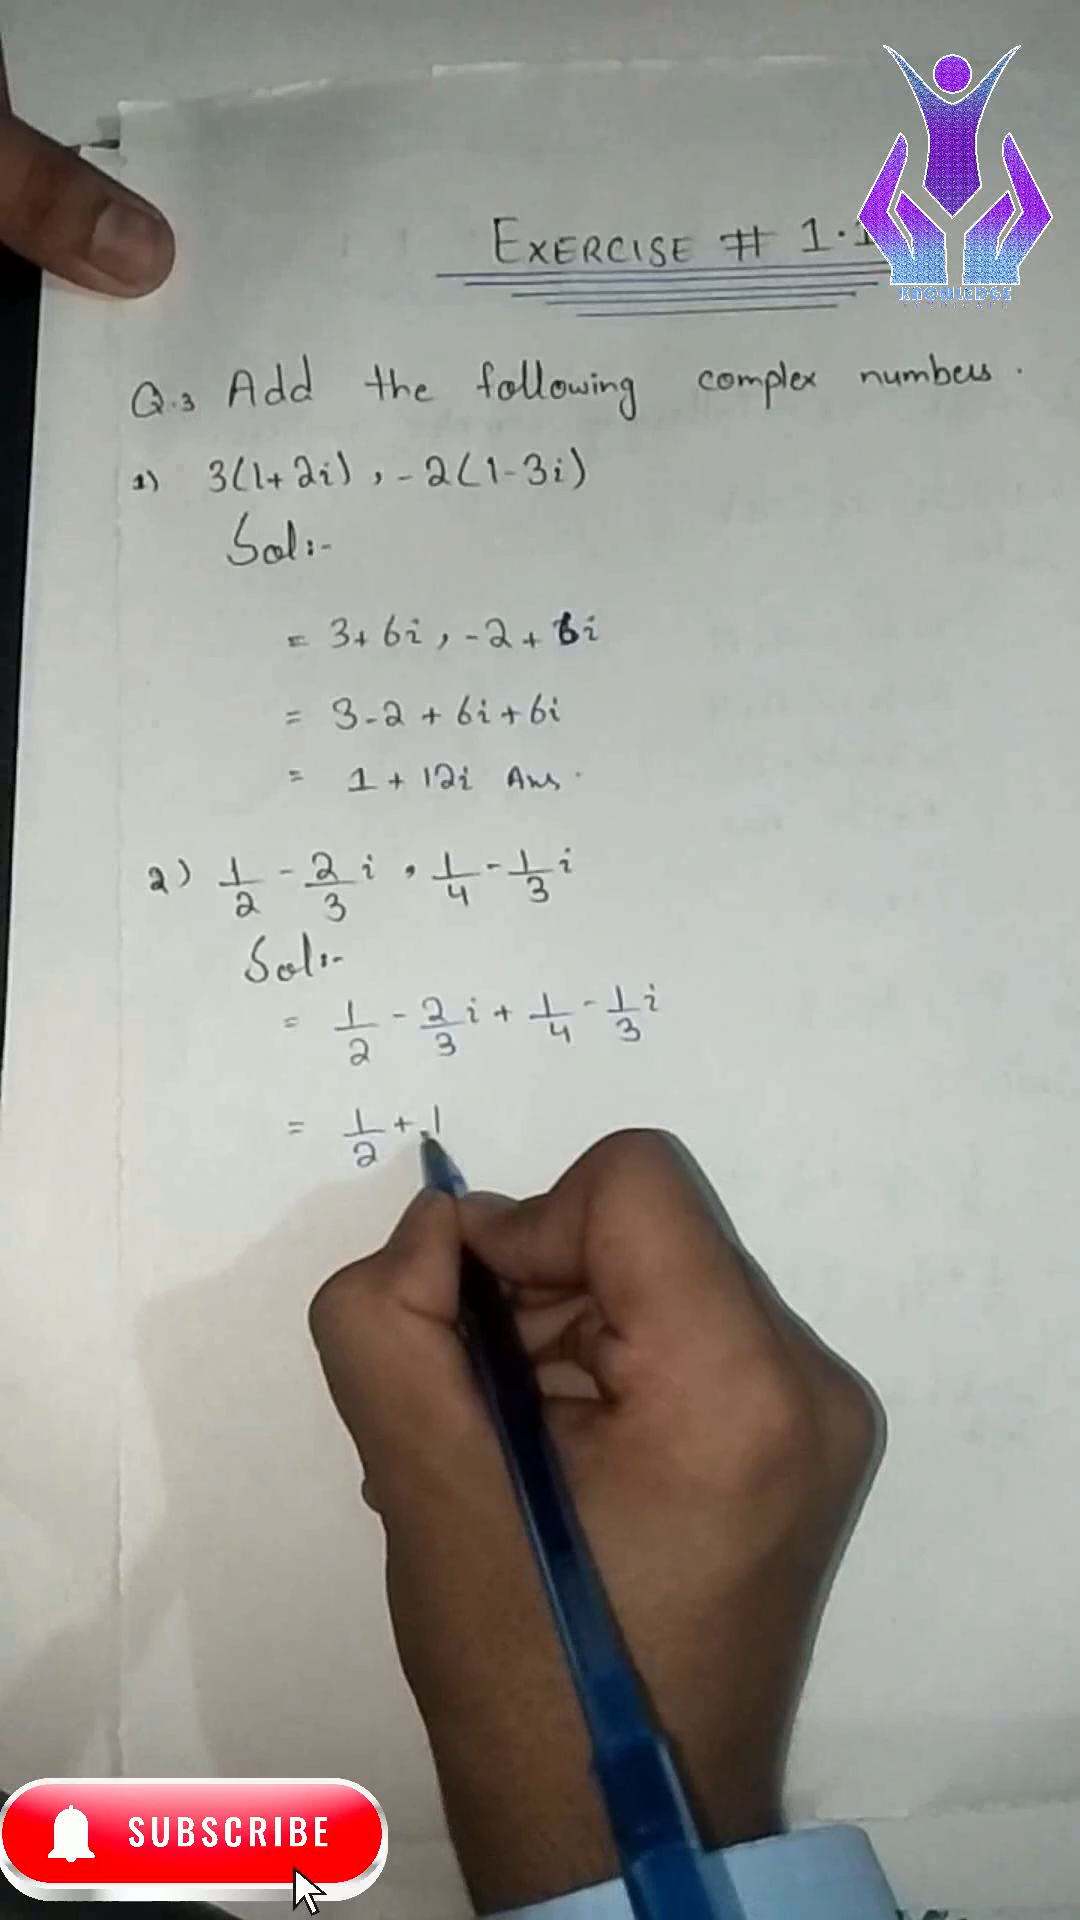 EXERCISE # 1.1
KNOWLEDGE
Q.3 Add the following complex numbers.
1) 3(1+2i), -2(1-3i)
Sol:-
= 3+6i, -2+6i
= 3-2+6i+6i
= 1+12i Ans.
2) 1/2 - 2/3 i, 1/4 - 1/3 i
Sol:-
= 1/2 - 2/3 i + 1/4 - 1/3 i
= 1/2 + 1
SUBSCRIBE